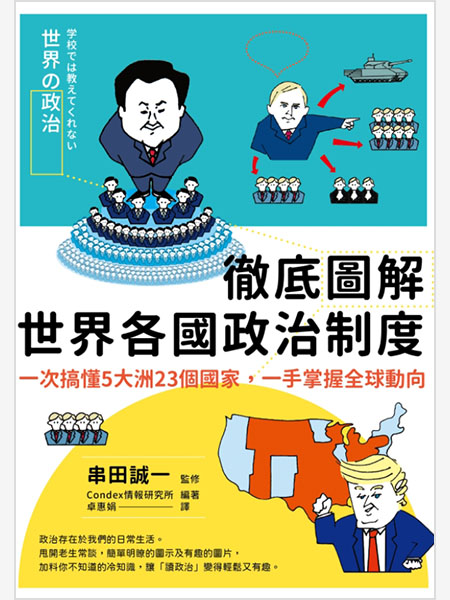 学校では教えてくれない
世界の政治
徹底圖解
世界各國政治制度
一次搞懂5大洲23個國家，一手掌握全球動向
串田誠一 監修
Condex情報研究所 編著
卓惠娟 譯
政治存在於我們的日常生活。
甩開老生常談，簡單明瞭的圖示及有趣的圖片，
加料你不知道的冷知識，讓「讀政治」變得輕鬆又有趣。